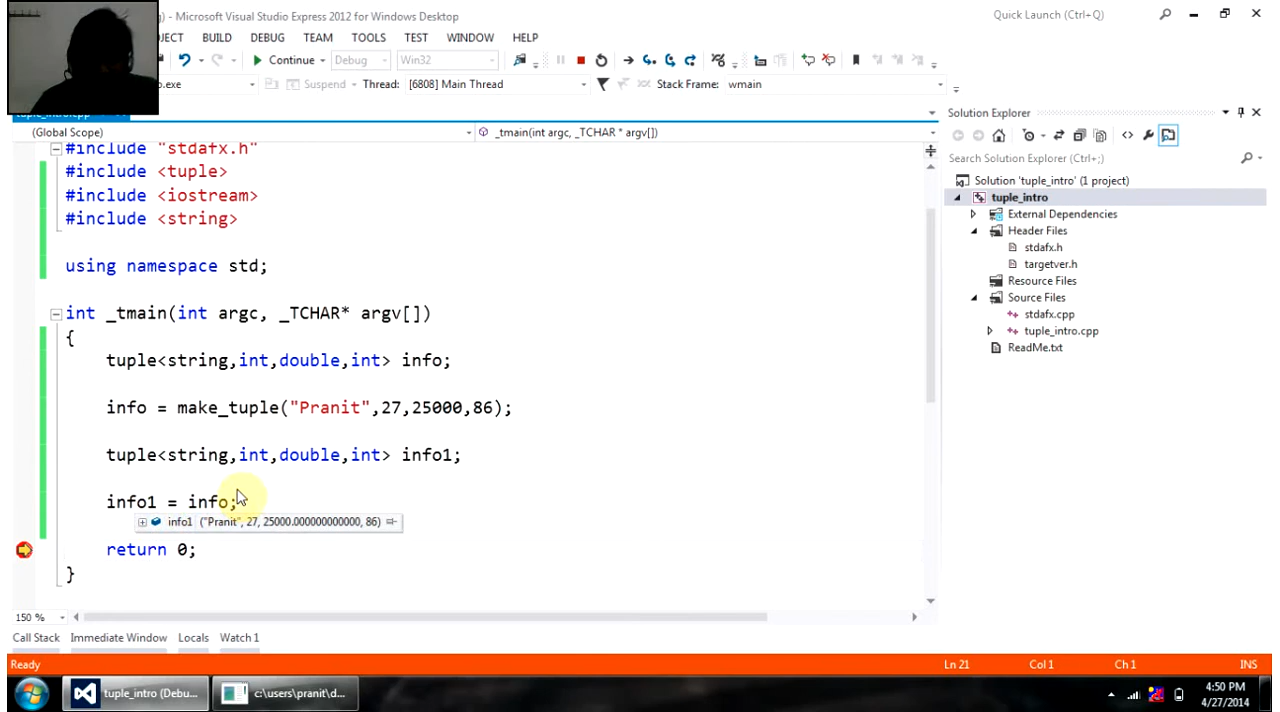 ) - Microsoft Visual Studio Express 2012 for Windows Desktop
Quick Launch (Ctrl+Q)
JECT BUILD DEBUG TEAM TOOLS TEST WINDOW HELP
Continue Debug Win32
o.exe Suspend Thread: [6808] Main Thread Stack Frame: wmain
tuple_intro.cpp
(Global Scope) _tmain(int argc, _TCHAR * argv[])
#include "stdafx.h"
#include <tuple>
#include <iostream>
#include <string>
using namespace std;
int _tmain(int argc, _TCHAR* argv[])
{
tuple<string,int,double,int> info;
info = make_tuple("Pranit",27,25000,86);
tuple<string,int,double,int> info1;
info1 = info;
info1 ("Pranit", 27, 25000.000000000000, 86)
return 0;
}
150 %
Call Stack Immediate Window Locals Watch 1
Solution Explorer
Search Solution Explorer (Ctrl+;)
Solution 'tuple_intro' (1 project)
tuple_intro
External Dependencies
Header Files
stdafx.h
targetver.h
Resource Files
Source Files
stdafx.cpp
tuple_intro.cpp
ReadMe.txt
Ready Ln 21 Col 1 Ch 1 INS
tuple_intro (Debu... c:\users\pranit\d...
4:50 PM
4/27/2014